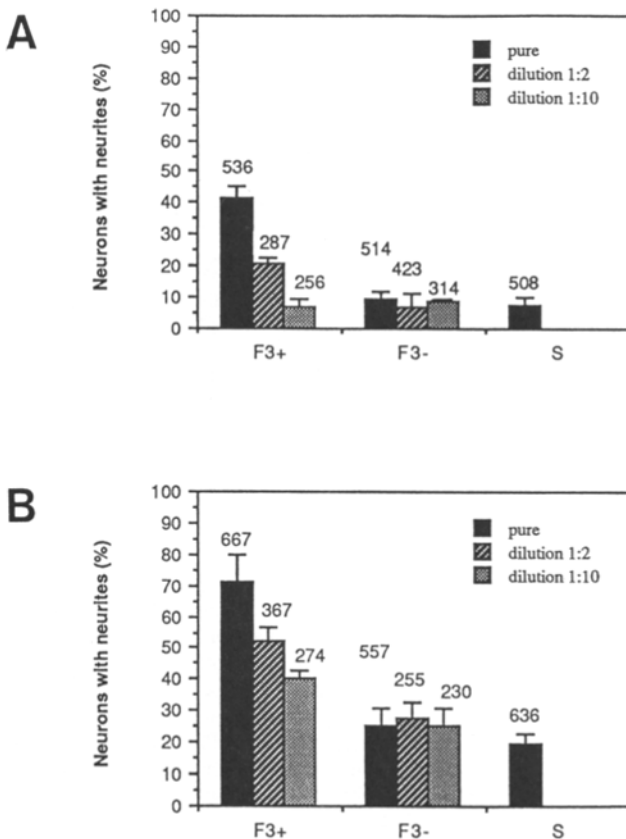 A
Neurons with neurites (%)
100
90
80
70
60
50
40
30
20
10
0
pure
dilution 1:2
dilution 1:10
536
287
256
514
423
314
508
F3+
F3-
S
B
Neurons with neurites (%)
100
90
80
70
60
50
40
30
20
10
0
pure
dilution 1:2
dilution 1:10
667
367
274
557
255
230
636
F3+
F3-
S